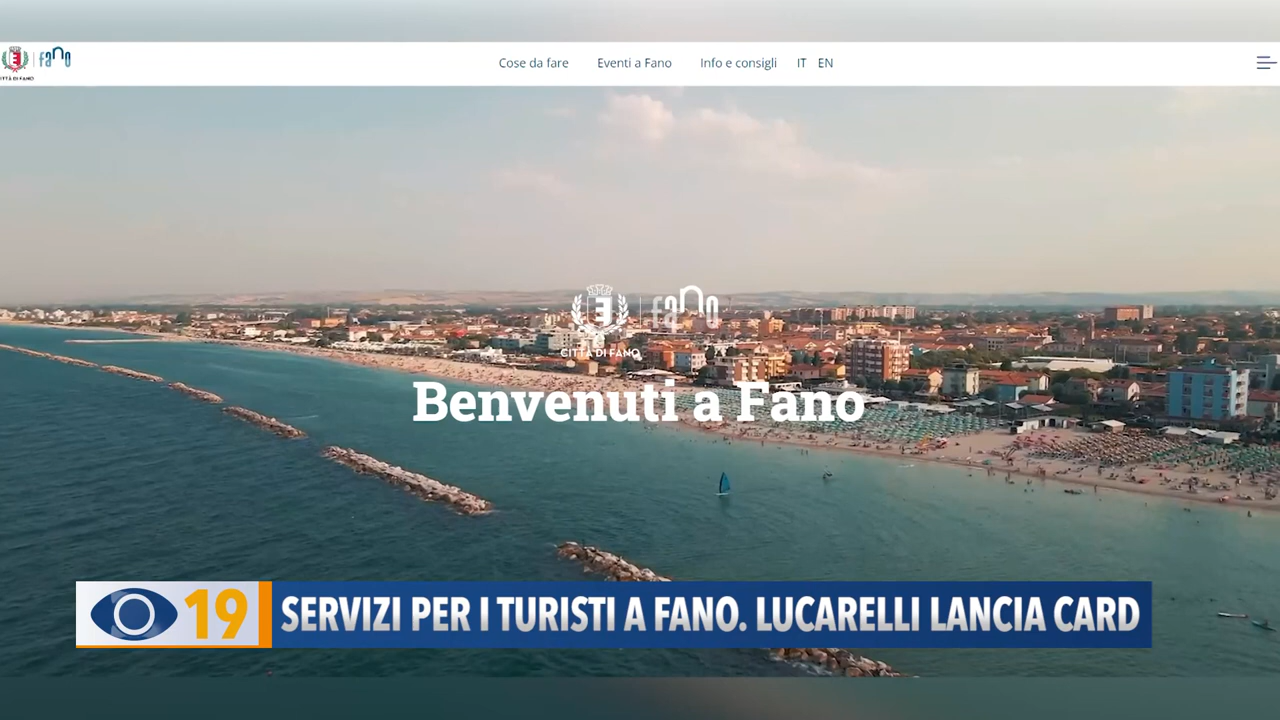 CITTÀ DI FANO
fano
Cose da fare Eventi a Fano Info e consigli IT EN
CITTÀ DI FANO
fano
Benvenuti a Fano
19 SERVIZI PER I TURISTI A FANO. LUCARELLI LANCIA CARD